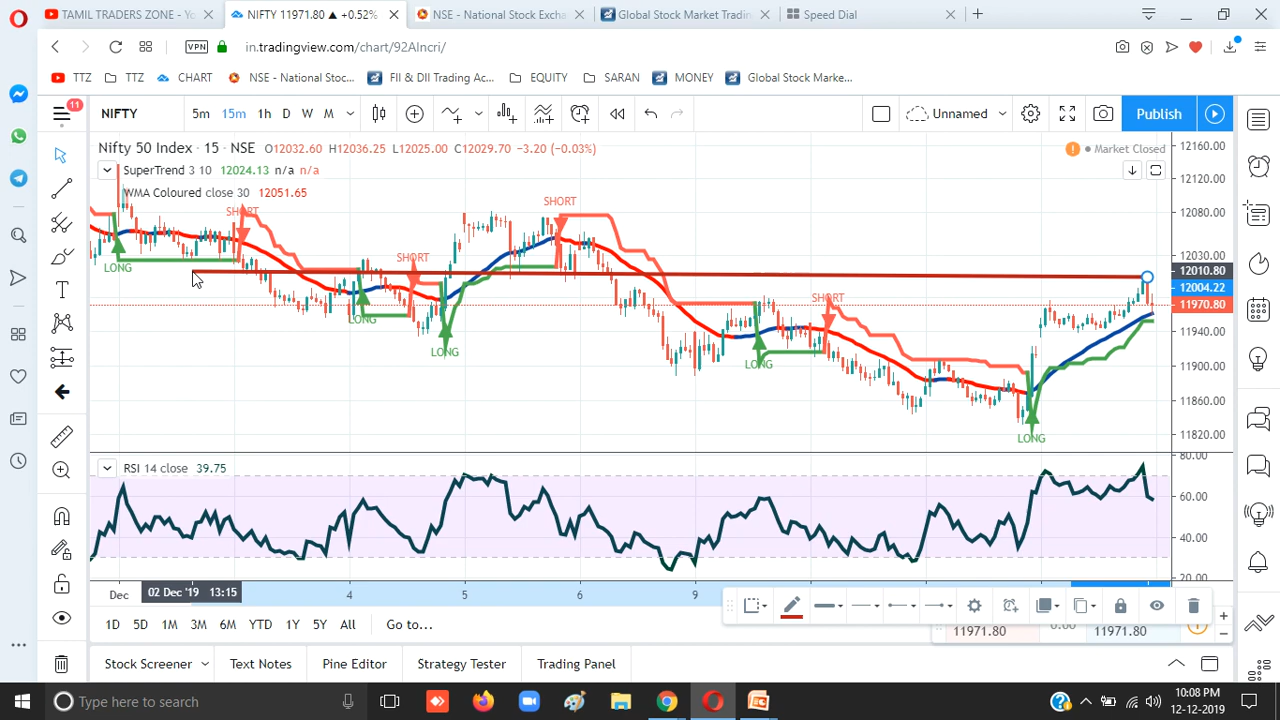 TAMIL TRADERS ZONE - Yo
NIFTY 11971.80 ▲ +0.52%
NSE - National Stock Excha
Global Stock Market Tradin
Speed Dial
VPN
in.tradingview.com/chart/92AIncri/
TTZ
TTZ
CHART
NSE - National Stoc...
FII & DII Trading Ac...
EQUITY
SARAN
MONEY
Global Stock Marke...
11
NIFTY
5m 15m 1h D W M
Unnamed
Publish
Nifty 50 Index · 15 · NSE O12032.60 H12036.25 L12025.00 C12029.70 −3.20 (−0.03%)
Market Closed
SuperTrend 3 10 12024.13 n/a n/a
WMA Coloured close 30 12051.65
SHORT
SHORT
SHORT
SHORT
LONG
LONG
LONG
LONG
LONG
12160.00
12120.00
12080.00
12030.00
12010.80
12004.22
11970.80
11940.00
11900.00
11860.00
11820.00
RSI 14 close 39.75
80.00
60.00
40.00
20.00
Dec
02 Dec '19 13:15
4
5
6
9
1D 5D 1M 3M 6M YTD 1Y 5Y All Go to...
11971.80
0.00
11971.80
Stock Screener
Text Notes
Pine Editor
Strategy Tester
Trading Panel
Type here to search
10:08 PM
12-12-2019